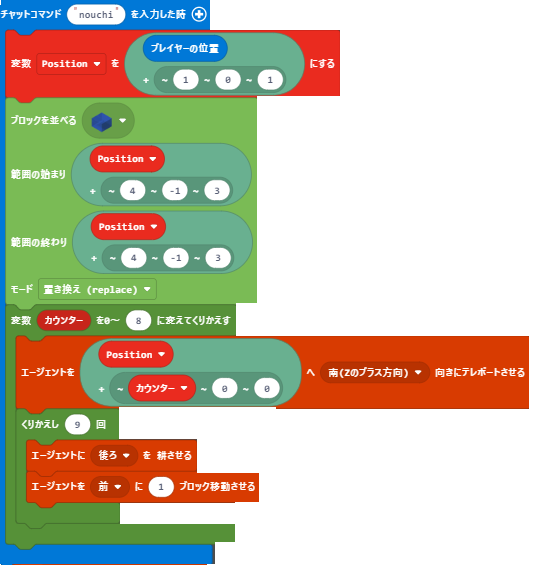 チャットコマンド "nouchi" を入力した時
変数 Position を プレイヤーの位置 + ~ 1 ~ 0 ~ 1 にする
ブロックを並べる
範囲の始まり Position + ~ 4 ~ -1 ~ 3
範囲の終わり Position + ~ 4 ~ -1 ~ 3
モード 置き換え (replace)
変数 カウンター を0～ 8 に変えてくりかえす
エージェントを Position + ~ カウンター ~ 0 ~ 0 へ 南(Zのプラス方向) 向きにテレポートさせる
くりかえし 9 回
エージェントに 後ろ を 耕させる
エージェントを 前 に 1 ブロック移動させる